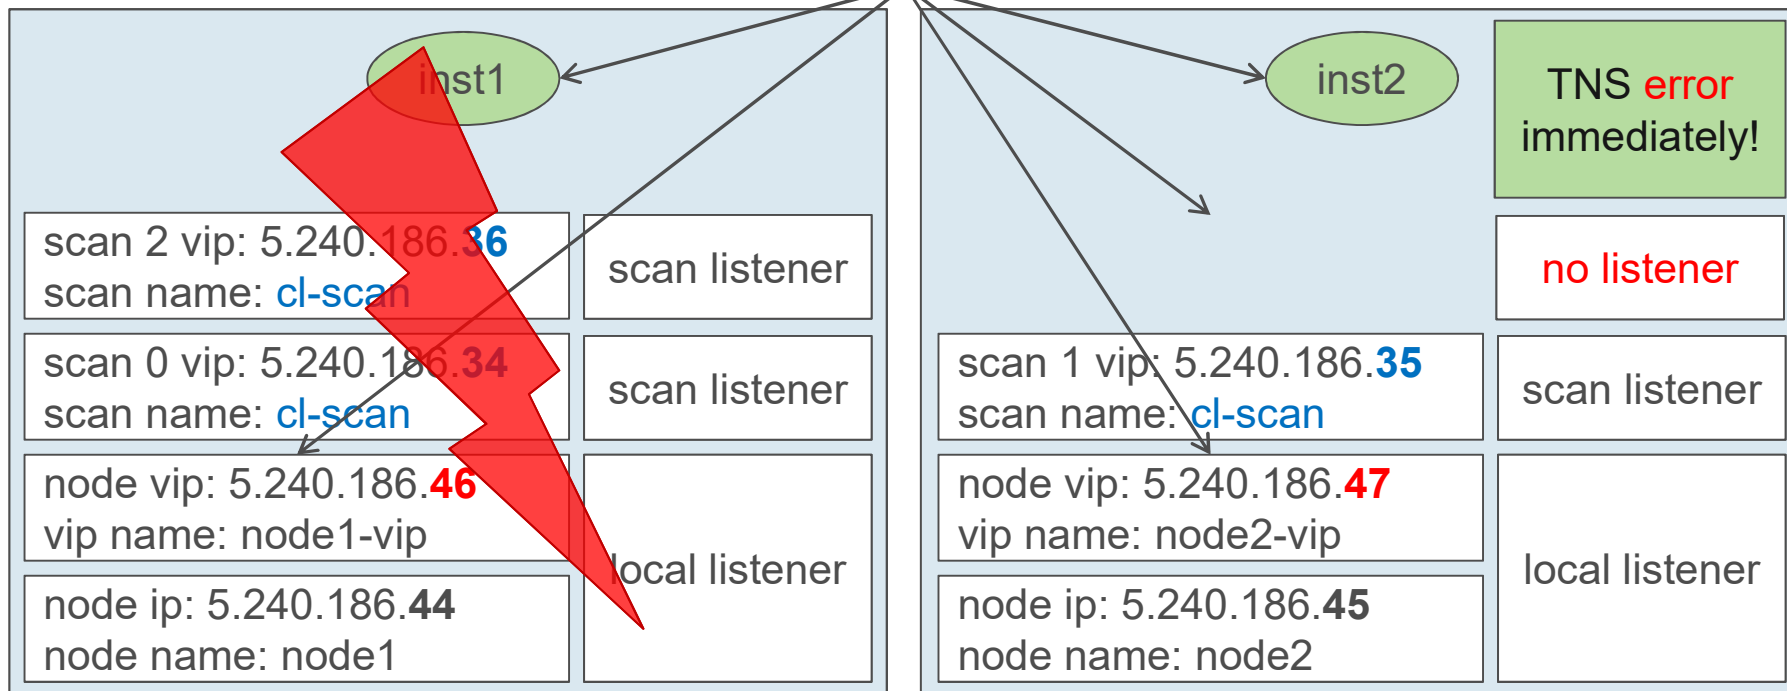 inst1
scan 2 vip: 5.240.186.36
scan name: cl-scan
scan listener
scan 0 vip: 5.240.186.34
scan name: cl-scan
scan listener
node vip: 5.240.186.46
vip name: node1-vip
local listener
node ip: 5.240.186.44
node name: node1
inst2
TNS error
immediately!
no listener
scan 1 vip: 5.240.186.35
scan name: cl-scan
scan listener
node vip: 5.240.186.47
vip name: node2-vip
local listener
node ip: 5.240.186.45
node name: node2